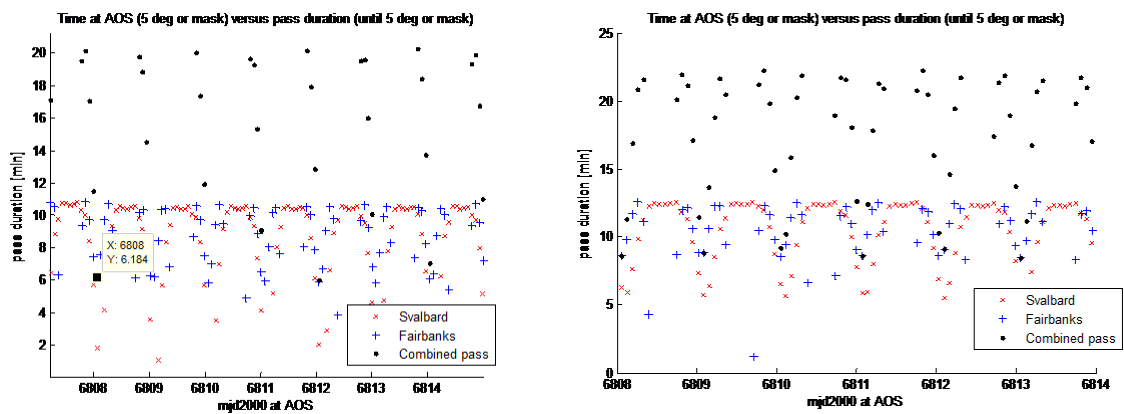 Time at AOS (5 deg or mask) versus pass duration (until 5 deg or mask)
20
18
16
14
12
10
8
6
4
2
pass duration [min]
X: 6808
Y: 6.184
Svalbard
Fairbanks
Combined pass
6808
6809
6810
6811
6812
6813
6814
mjd2000 at AOS
Time at AOS (5 deg or mask) versus pass duration (until 5 deg or mask)
25
20
15
10
5
0
pass duration [min]
Svalbard
Fairbanks
Combined pass
6808
6809
6810
6811
6812
6813
6814
mjd2000 at AOS